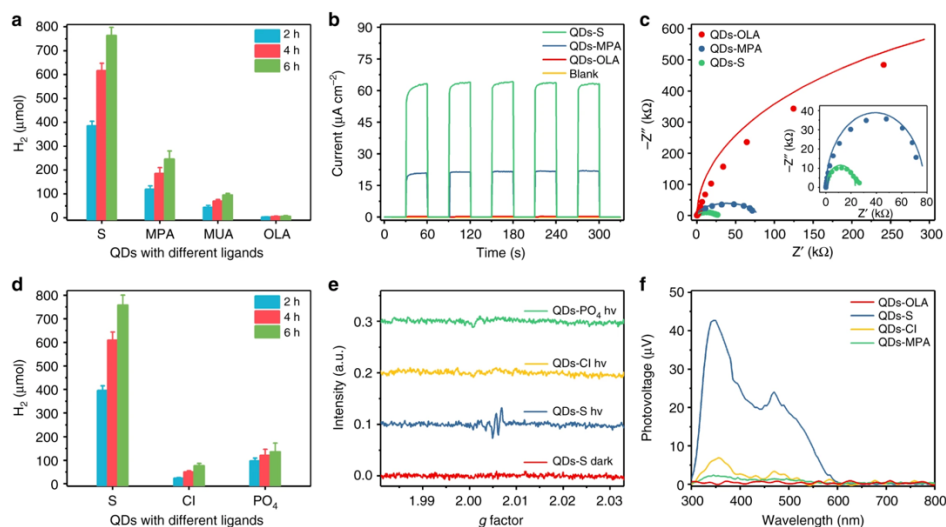 a
800
700
600
500
400
300
200
100
0
H2 (μmol)
2 h
4 h
6 h
S MPA MUA OLA
QDs with different ligands
b
90
75
60
45
30
15
0
Current (μA cm−2)
QDs-S
QDs-MPA
QDs-OLA
Blank
60 120 180 240 300
Time (s)
c
600
500
400
300
200
100
0
−Z″ (kΩ)
QDs-OLA
QDs-MPA
QDs-S
0 50 100 150 200 250 300
Z′ (kΩ)
40
30
20
10
0
−Z″ (kΩ)
0 20 40 60 80
Z′ (kΩ)
d
800
700
600
500
400
300
200
100
0
H2 (μmol)
2 h
4 h
6 h
S CI PO4
QDs with different ligands
e
0.3
0.2
0.1
0.0
Intensity (a.u.)
QDs-PO4 hv
QDs-CI hv
QDs-S hv
QDs-S dark
1.99 2.00 2.01 2.02 2.03
g factor
f
50
40
30
20
10
0
Photovoltage (μV)
QDs-OLA
QDs-S
QDs-CI
QDs-MPA
300 400 500 600 700 800
Wavelength (nm)